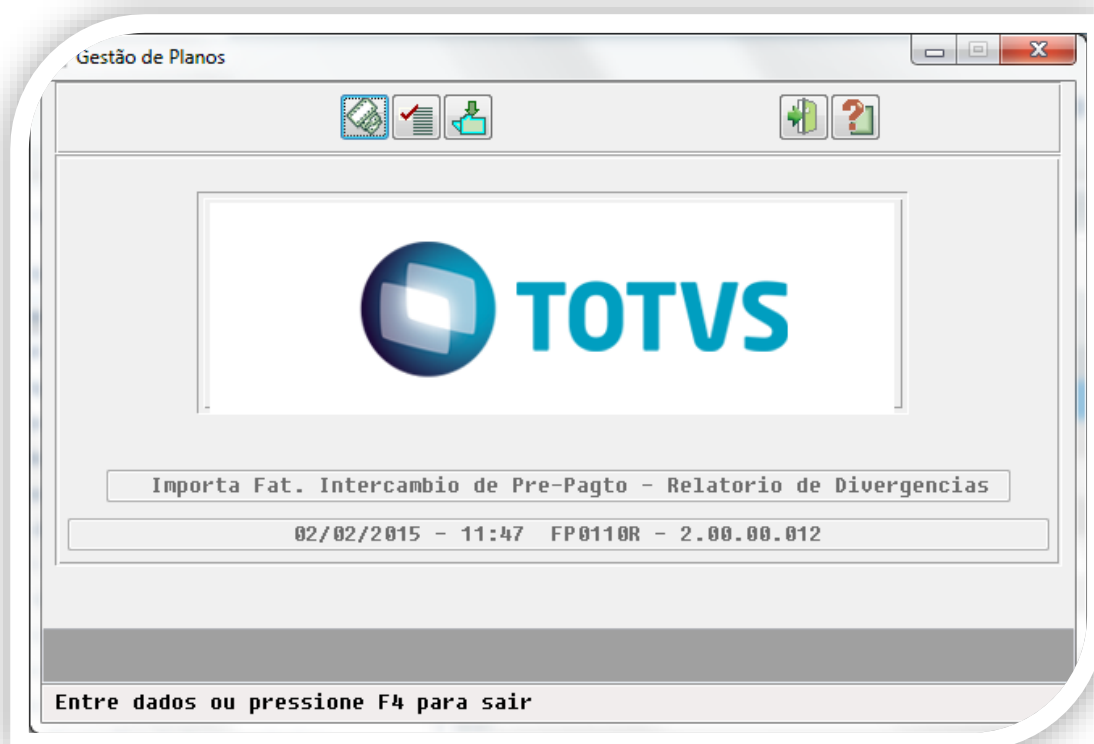 Gestão de Planos
TOTVS
Importa Fat. Intercambio de Pre-Pagto - Relatorio de Divergencias
02/02/2015 - 11:47 FP0110R - 2.00.00.012
Entre dados ou pressione F4 para sair